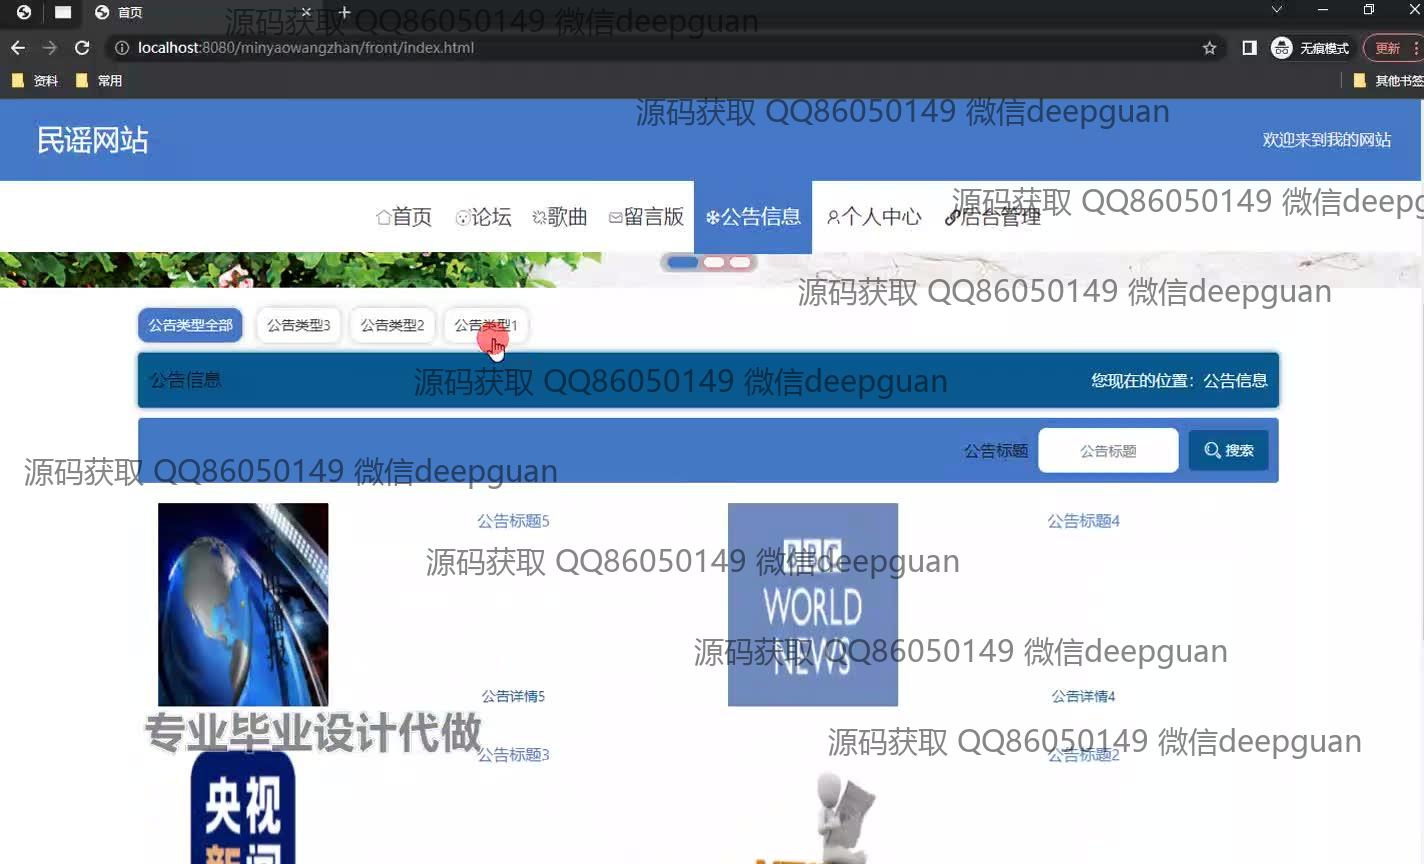 首页
源码获取 QQ86050149 微信deepguan
localhost:8080/minyaowangzhan/front/index.html
无痕模式
更新
资料
常用
其他书签
源码获取 QQ86050149 微信deepguan
民谣网站
欢迎来到我的网站
首页
论坛
歌曲
留言版
公告信息
个人中心
后台管理
源码获取 QQ86050149 微信deepg
源码获取 QQ86050149 微信deepguan
公告类型全部
公告类型3
公告类型2
公告类型1
公告信息
源码获取 QQ86050149 微信deepguan
您现在的位置：公告信息
公告标题
公告标题
搜索
源码获取 QQ86050149 微信deepguan
公告标题5
公告标题4
源码获取 QQ86050149 微信deepguan
BBC
WORLD
NEWS
源码获取 QQ86050149 微信deepguan
公告详情5
公告详情4
专业毕业设计代做
源码获取 QQ86050149 微信deepguan
公告标题3
公告标题2
央视
新闻